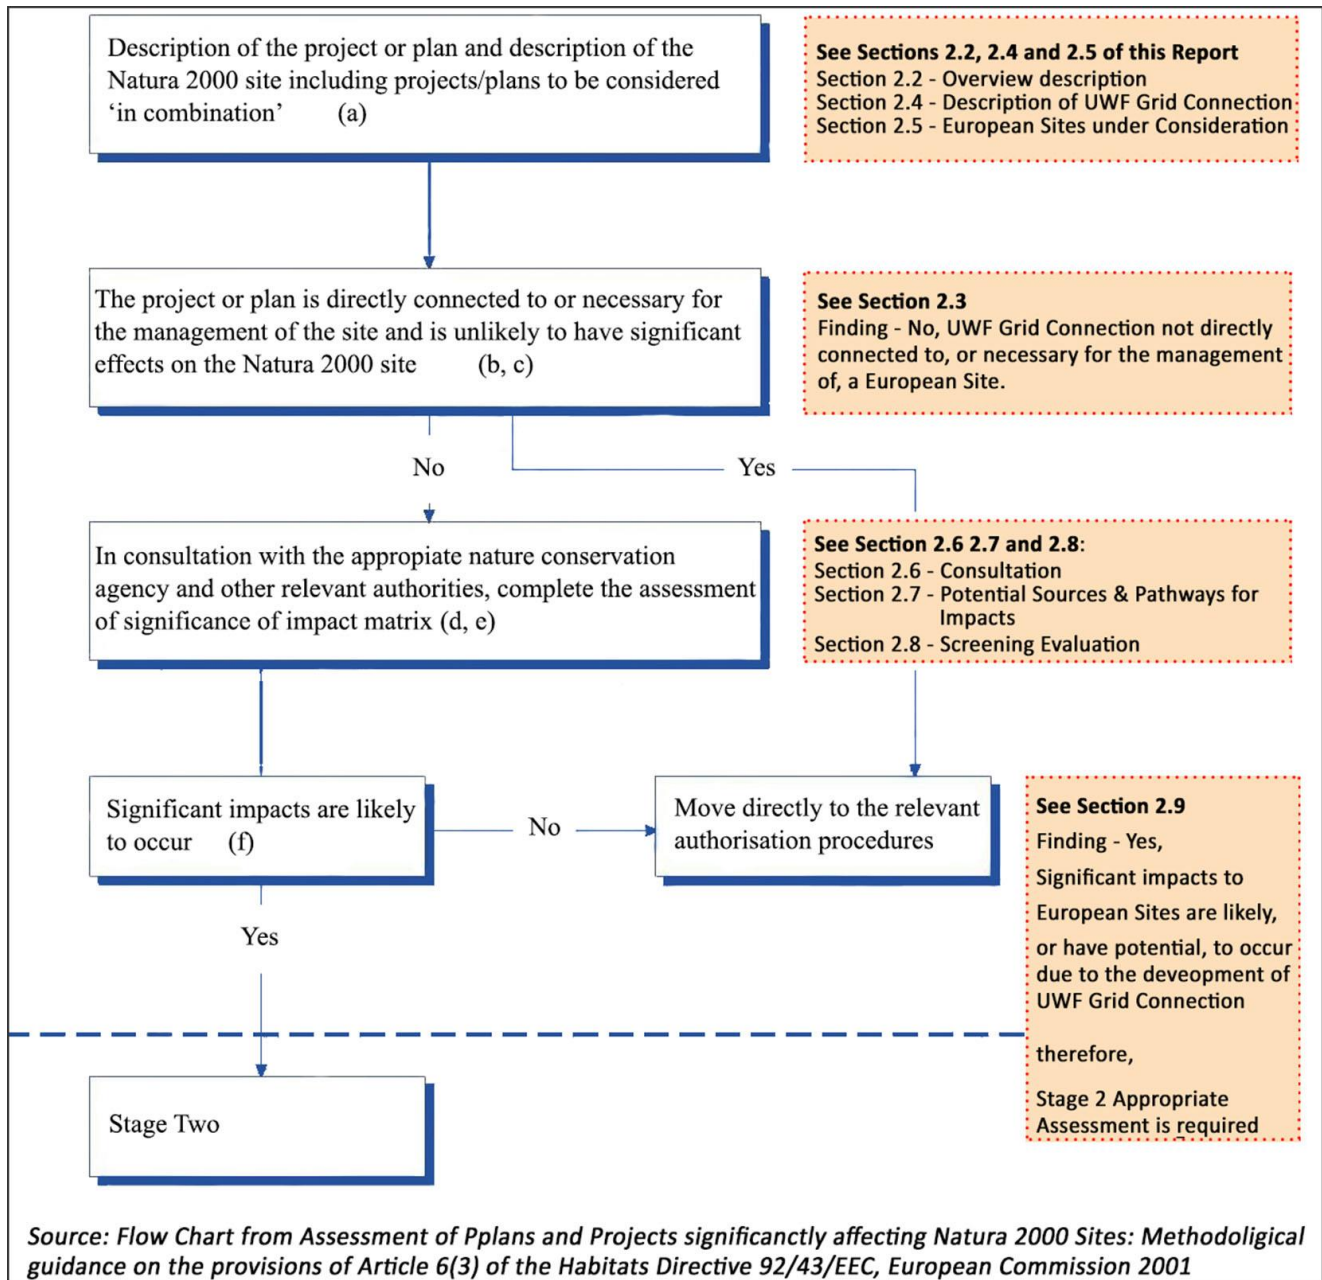 Description of the project or plan and description of the
Natura 2000 site including projects/plans to be considered
‘in combination’ (a)
See Sections 2.2, 2.4 and 2.5 of this Report
Section 2.2 - Overview description
Section 2.4 - Description of UWF Grid Connection
Section 2.5 - European Sites under Consideration
The project or plan is directly connected to or necessary for
the management of the site and is unlikely to have significant
effects on the Natura 2000 site (b, c)
See Section 2.3
Finding - No, UWF Grid Connection not directly
connected to, or necessary for the management
of, a European Site.
No
Yes
In consultation with the appropiate nature conservation
agency and other relevant authorities, complete the assessment
of significance of impact matrix (d, e)
See Section 2.6 2.7 and 2.8:
Section 2.6 - Consultation
Section 2.7 - Potential Sources & Pathways for
Impacts
Section 2.8 - Screening Evaluation
Significant impacts are likely
to occur (f)
No
Move directly to the relevant
authorisation procedures
See Section 2.9
Finding - Yes,
Significant impacts to
European Sites are likely,
or have potential, to occur
due to the deveopment of
UWF Grid Connection
therefore,
Stage 2 Appropriate
Assessment is required
Yes
Stage Two
Source: Flow Chart from Assessment of Pplans and Projects significanctly affecting Natura 2000 Sites: Methodoligical
guidance on the provisions of Article 6(3) of the Habitats Directive 92/43/EEC, European Commission 2001